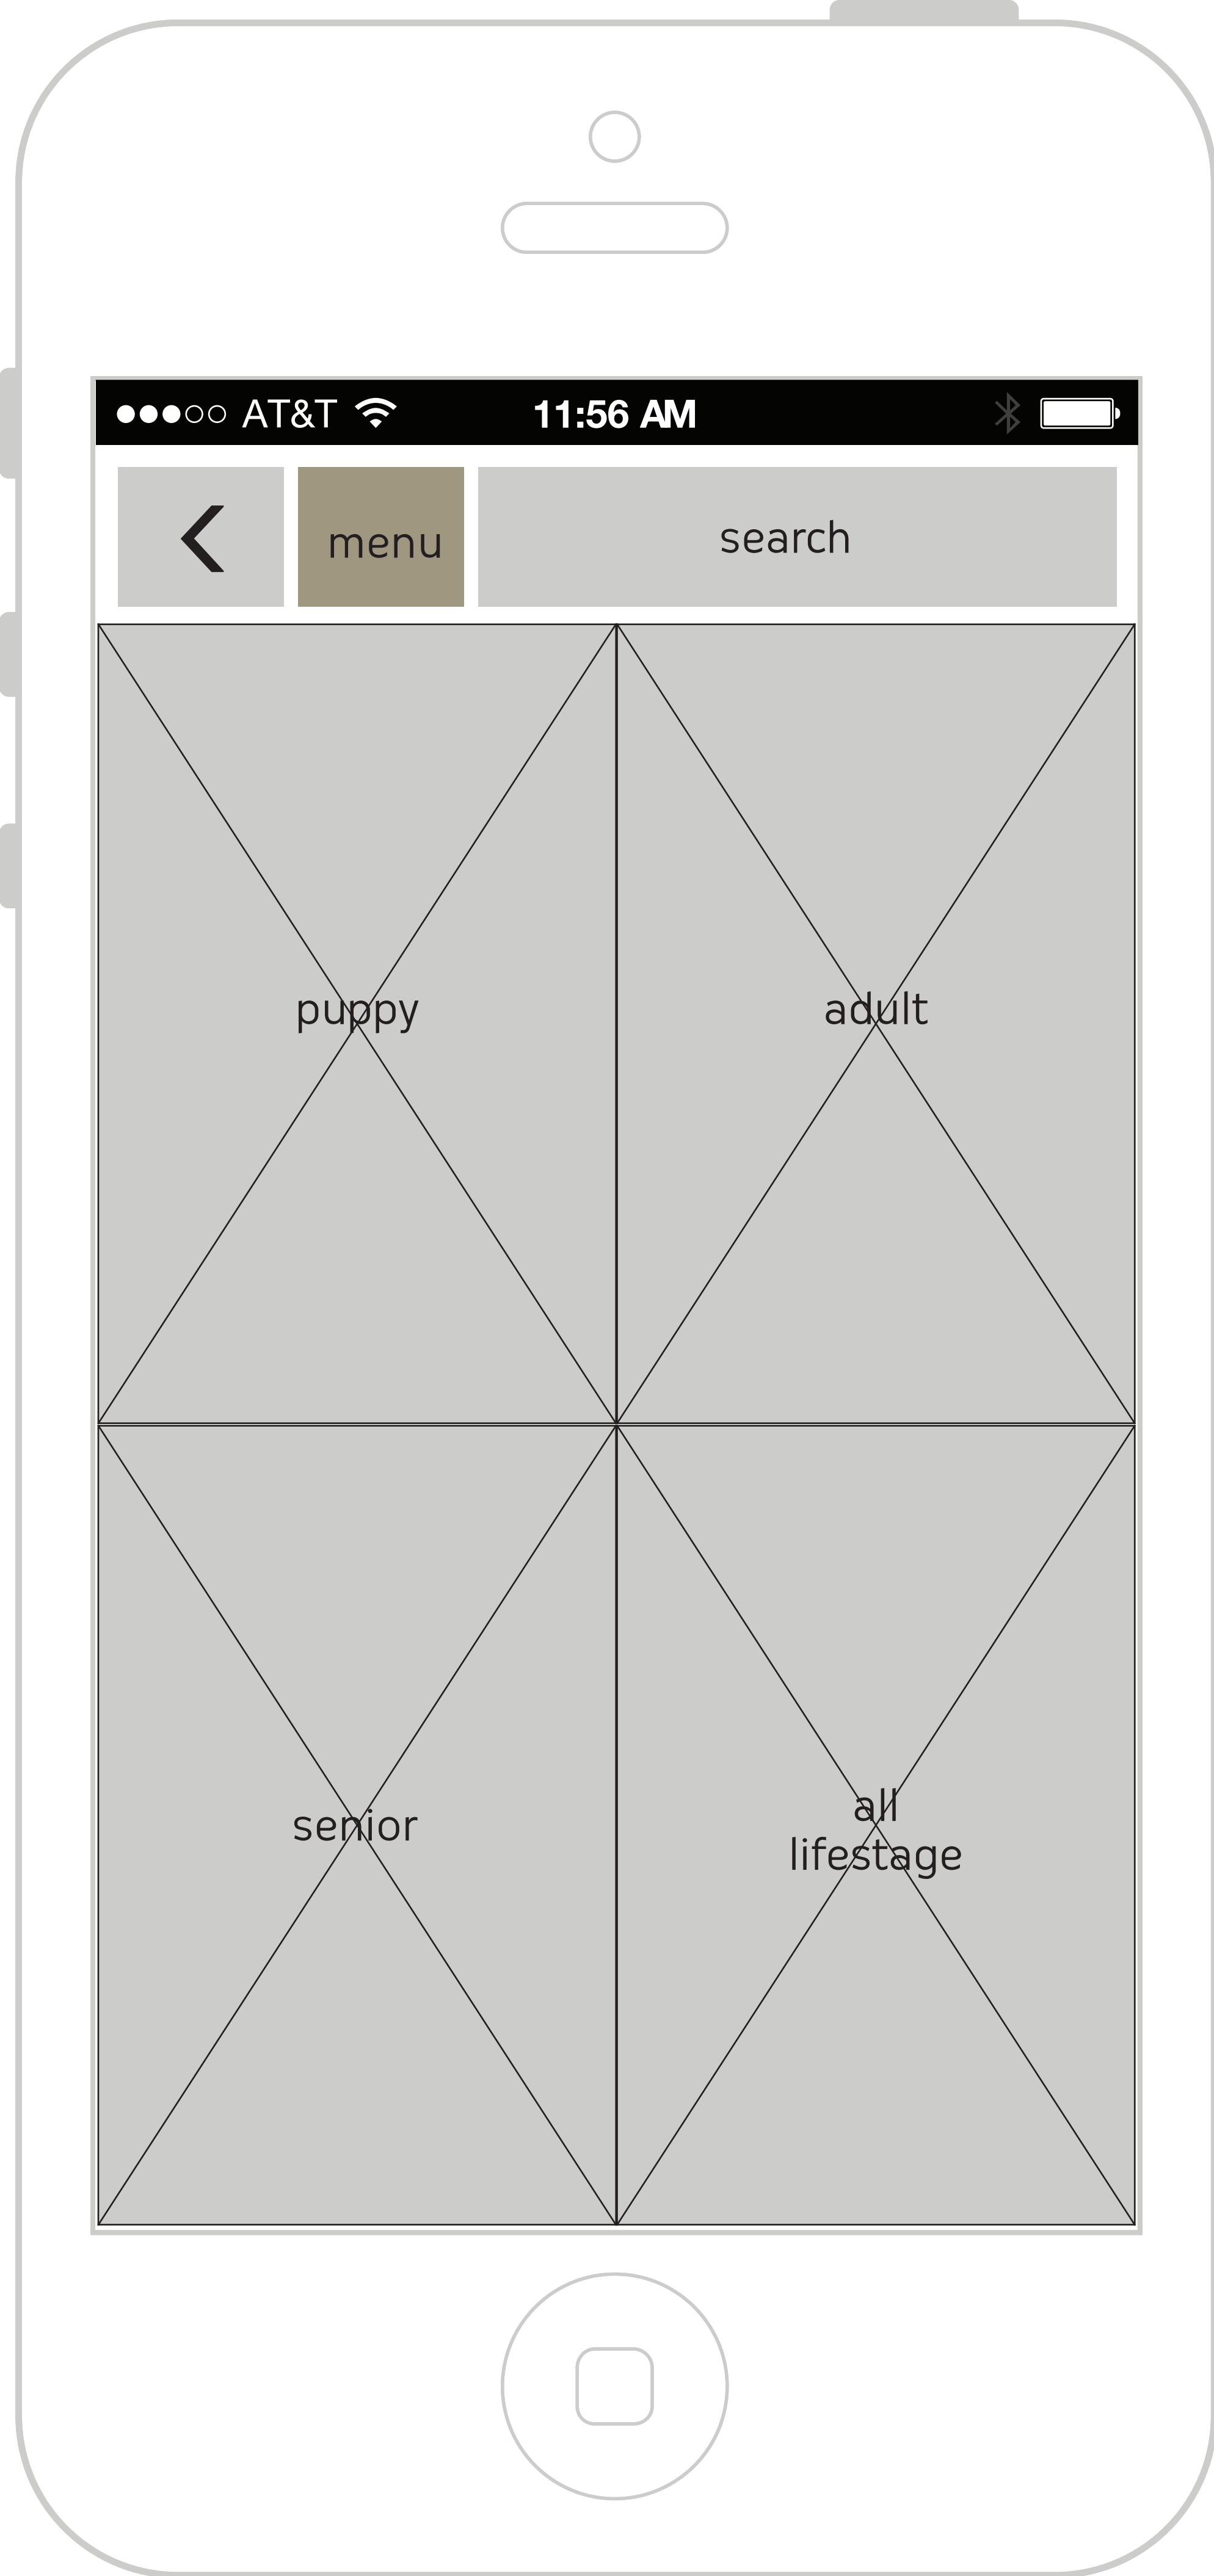 AT&T 11:56 AM
menu search
puppy adult
senior
all
lifestage